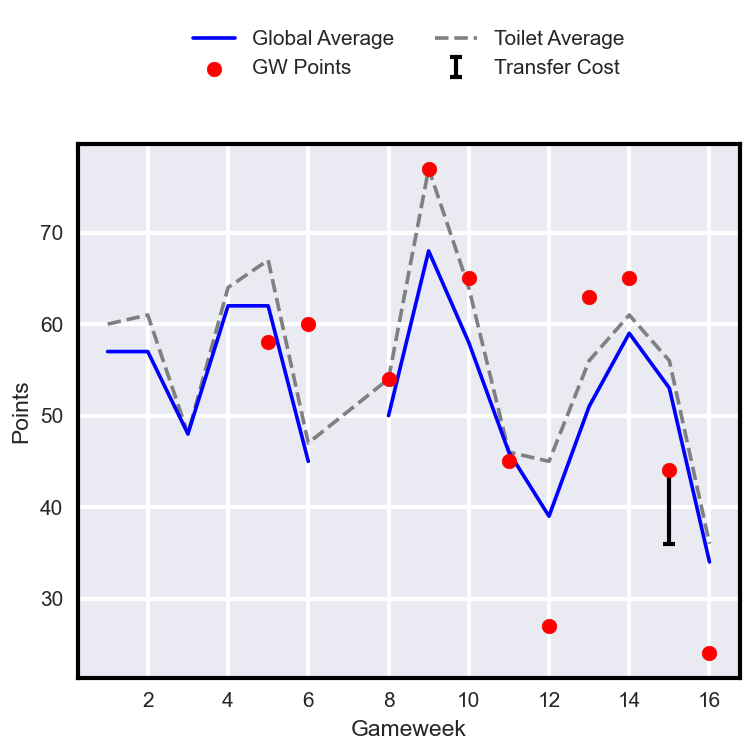 Global Average
Toilet Average
GW Points
Transfer Cost
70
60
50
40
30
Points
2 4 6 8 10 12 14 16
Gameweek